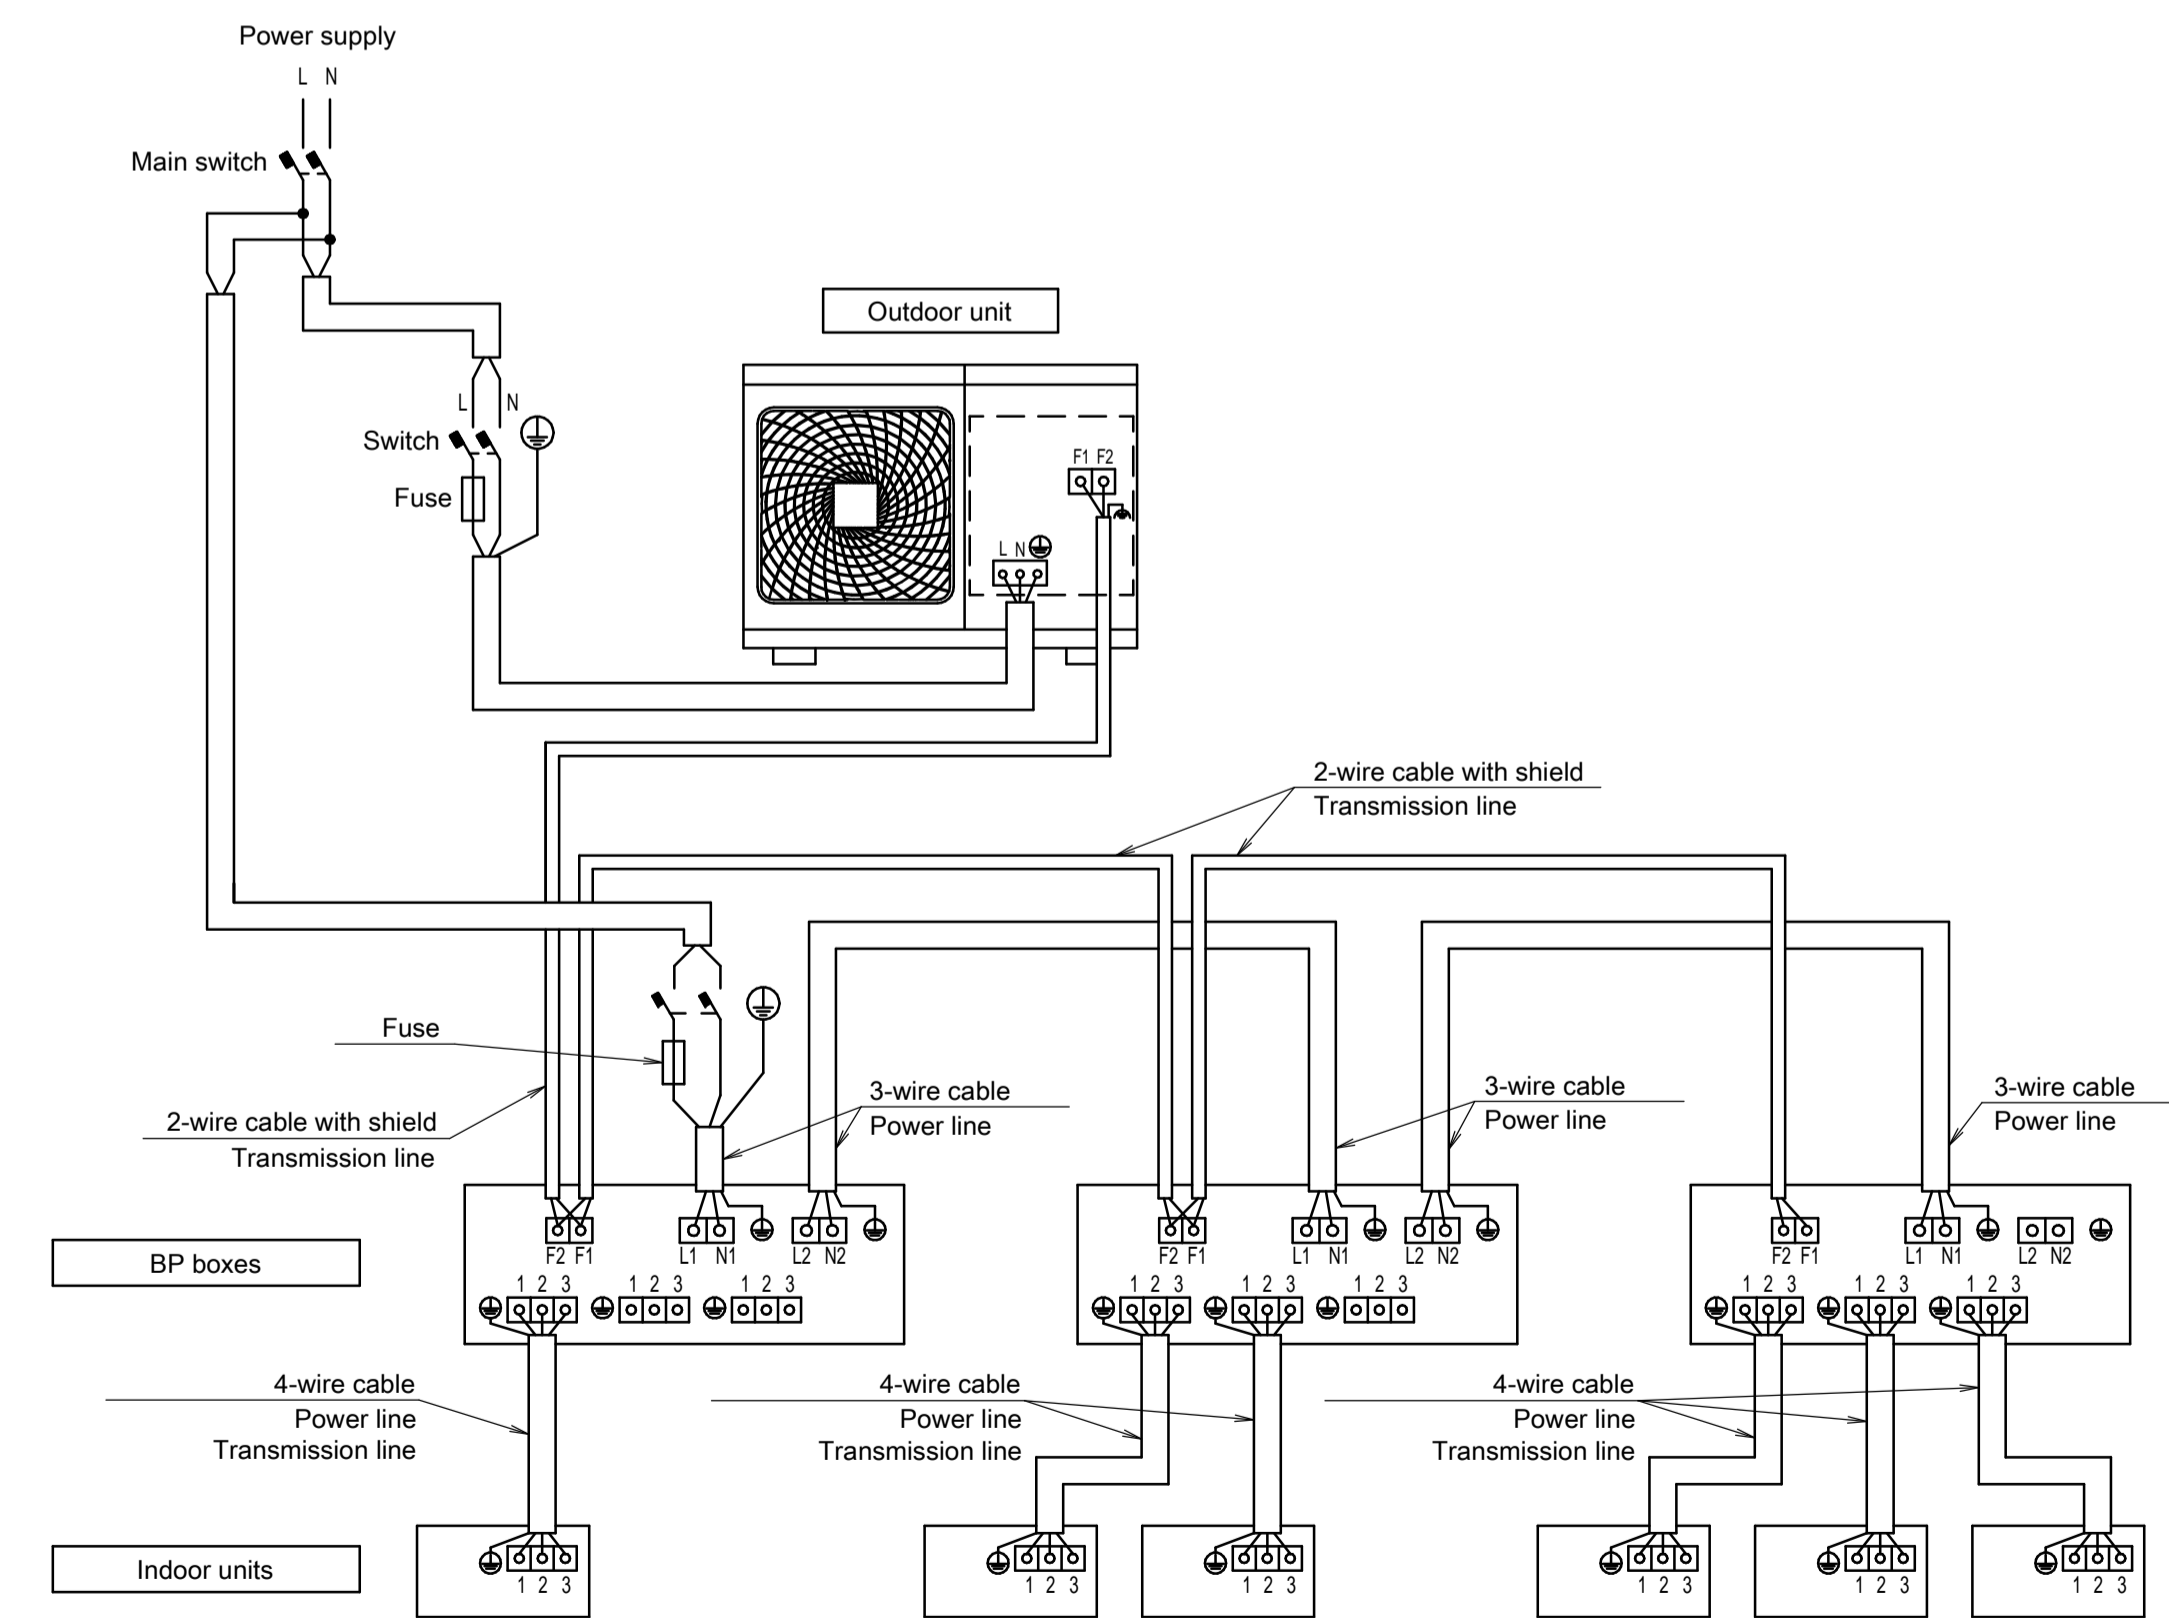 Power supply
L N
Main switch
Outdoor unit
L N
Switch
Fuse
F1 F2
L N
2-wire cable with shield
Transmission line
Fuse
2-wire cable with shield
Transmission line
3-wire cable
Power line
3-wire cable
Power line
3-wire cable
Power line
BP boxes
F2 F1 L1 N1 L2 N2
F2 F1 L1 N1 L2 N2
F2 F1 L1 N1 L2 N2
1 2 3 1 2 3 1 2 3
1 2 3 1 2 3 1 2 3
1 2 3 1 2 3 1 2 3
4-wire cable
Power line
Transmission line
4-wire cable
Power line
Transmission line
4-wire cable
Power line
Transmission line
Indoor units
1 2 3
1 2 3
1 2 3
1 2 3
1 2 3
1 2 3